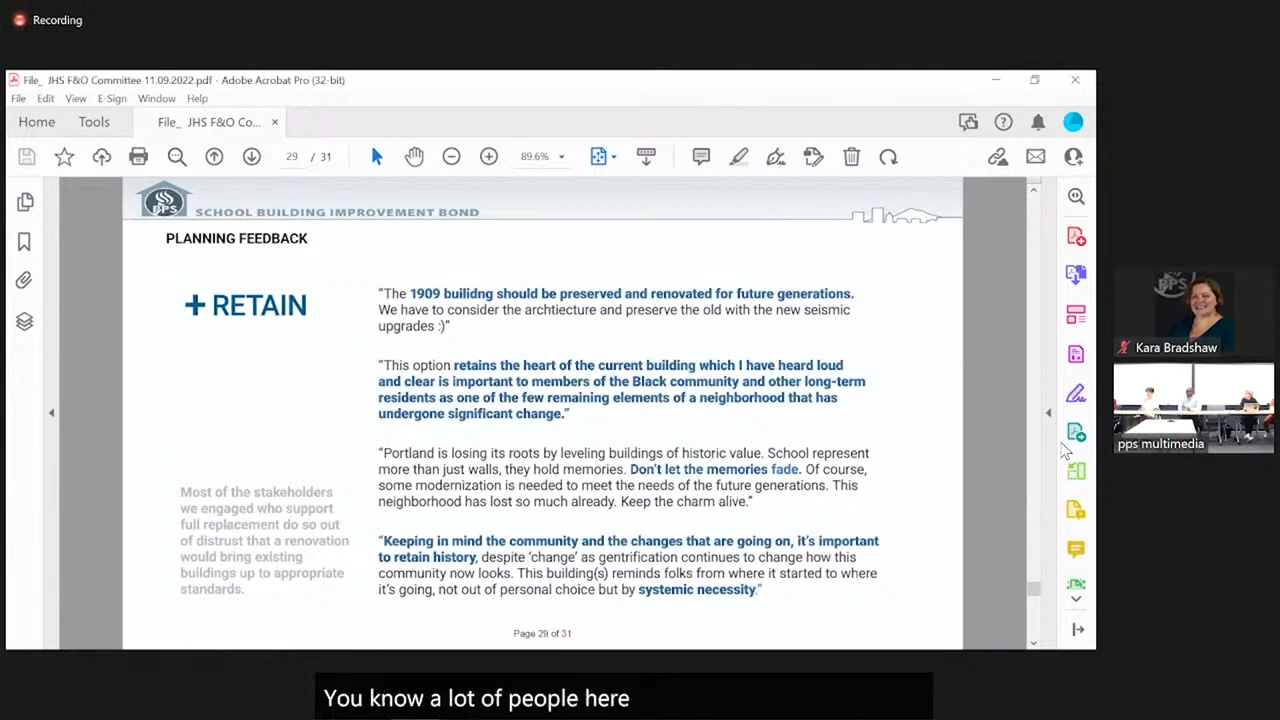 Recording
File_ JHS F&O Committee 11.09.2022.pdf - Adobe Acrobat Pro (32-bit)
File Edit View E-Sign Window Help
Home Tools File_ JHS F&O Co... ×
29 / 31 89.6%
PPS SCHOOL BUILDING IMPROVEMENT BOND
PLANNING FEEDBACK
+ RETAIN
"The 1909 builidng should be preserved and renovated for future generations.
We have to consider the archtiecture and preserve the old with the new seismic
upgrades :)"
"This option retains the heart of the current building which I have heard loud
and clear is important to members of the Black community and other long-term
residents as one of the few remaining elements of a neighborhood that has
undergone significant change."
"Portland is losing its roots by leveling buildings of historic value. School represent
more than just walls, they hold memories. Don't let the memories fade. Of course,
some modernization is needed to meet the needs of the future generations. This
neighborhood has lost so much already. Keep the charm alive."
Most of the stakeholders
we engaged who support
full replacement do so out
of distrust that a renovation
would bring existing
buildings up to appropriate
standards.
"Keeping in mind the community and the changes that are going on, it's important
to retain history, despite 'change' as gentrification continues to change how this
community now looks. This building(s) reminds folks from where it started to where
it's going, not out of personal choice but by systemic necessity."
Page 29 of 31
PPS
Kara Bradshaw
pps multimedia
You know a lot of people here